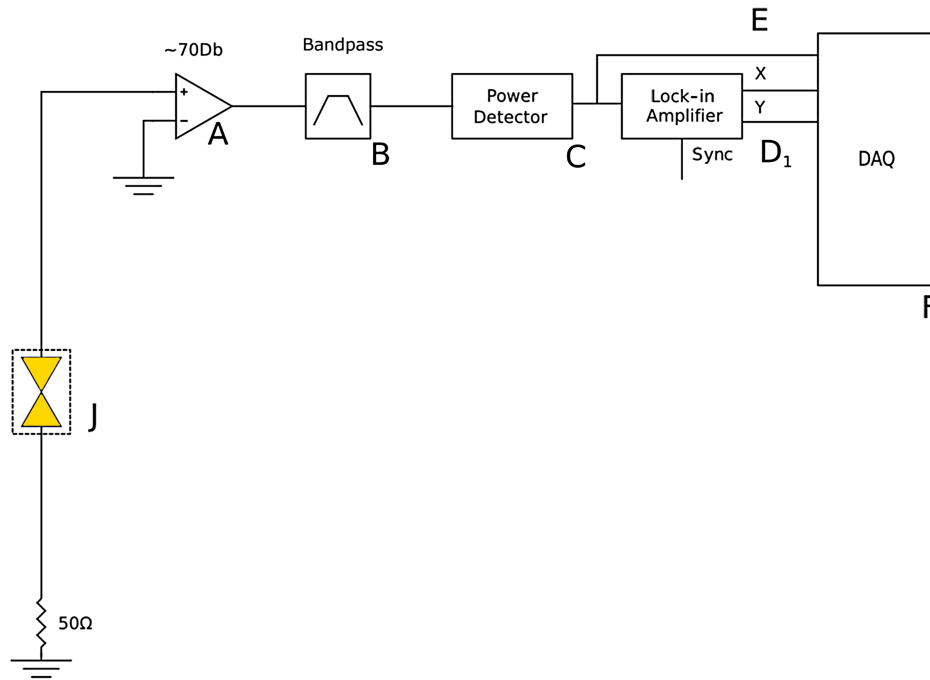 E
~70Db
Bandpass
X
+
Power
Detector
Lock-in
Amplifier
Y
−
A
B
C
Sync
D1
DAQ
F
J
50Ω